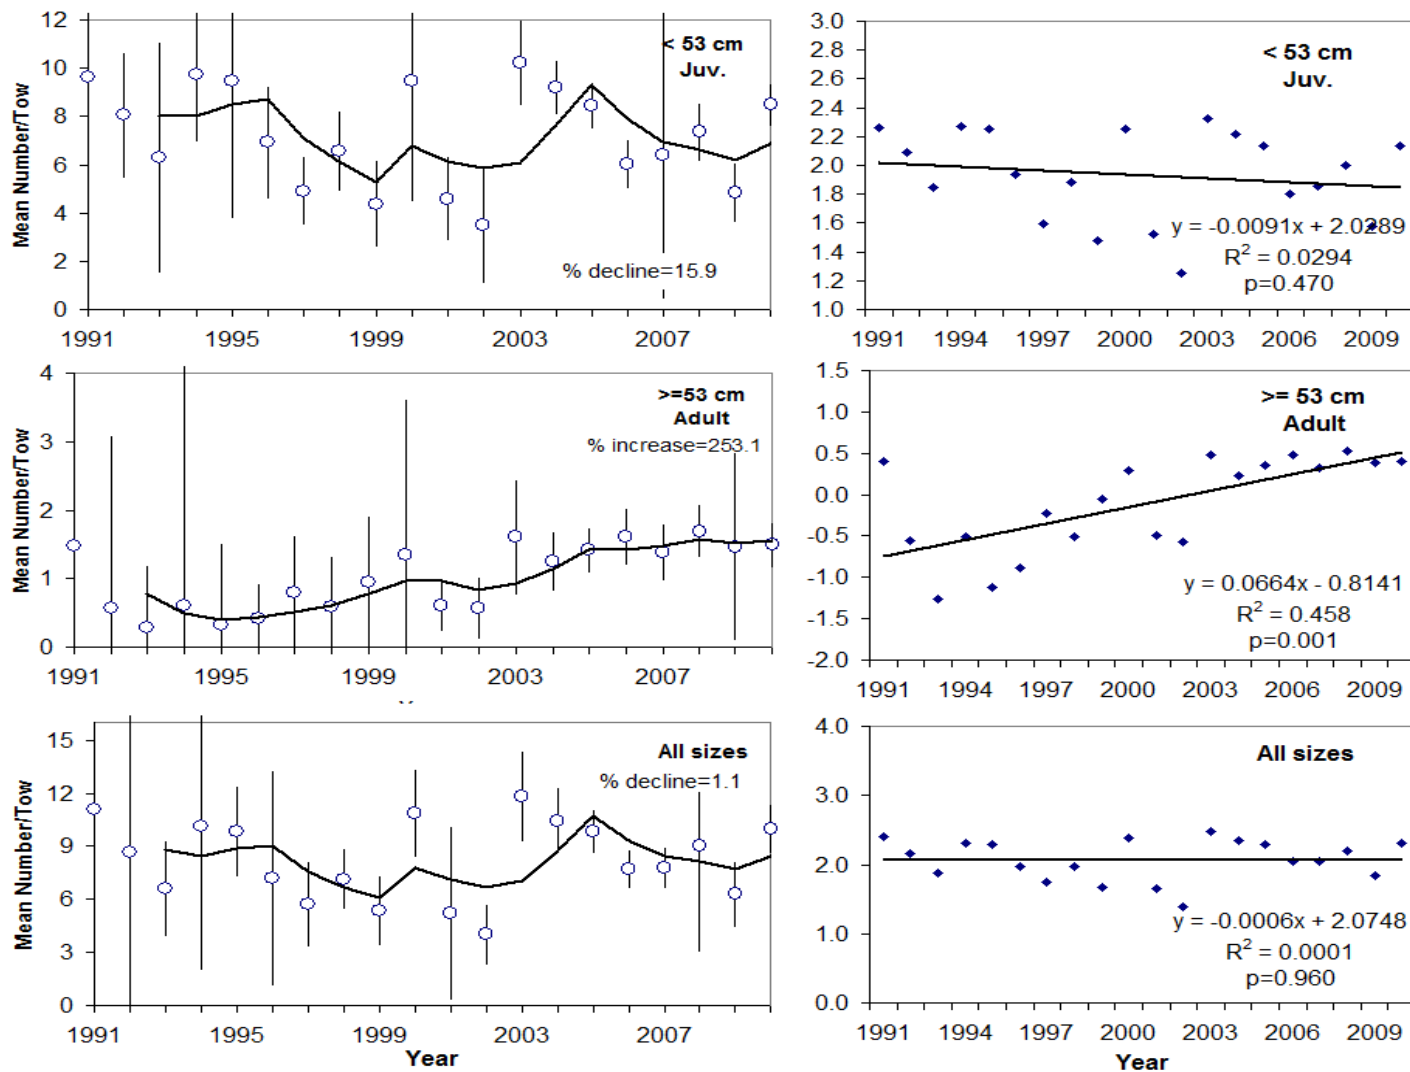 12
10
8
6
4
2
0
Mean Number/Tow
< 53 cm
Juv.
% decline=15.9
1991 1995 1999 2003 2007
3.0
2.8
2.6
2.4
2.2
2.0
1.8
1.6
1.4
1.2
1.0
< 53 cm
Juv.
y = -0.0091x + 2.0289
R² = 0.0294
p=0.470
1991 1994 1997 2000 2003 2006 2009
4
3
2
1
0
Mean Number/Tow
>=53 cm
Adult
% increase=253.1
1991 1995 1999 2003 2007
1.5
1.0
0.5
0.0
-0.5
-1.0
-1.5
-2.0
>= 53 cm
Adult
y = 0.0664x - 0.8141
R² = 0.458
p=0.001
1991 1994 1997 2000 2003 2006 2009
15
12
9
6
3
0
Mean Number/Tow
All sizes
% decline=1.1
1991 1995 1999 2003 2007
Year
4.0
3.0
2.0
1.0
0.0
All sizes
y = -0.0006x + 2.0748
R² = 0.0001
p=0.960
1991 1994 1997 2000 2003 2006 2009
Year